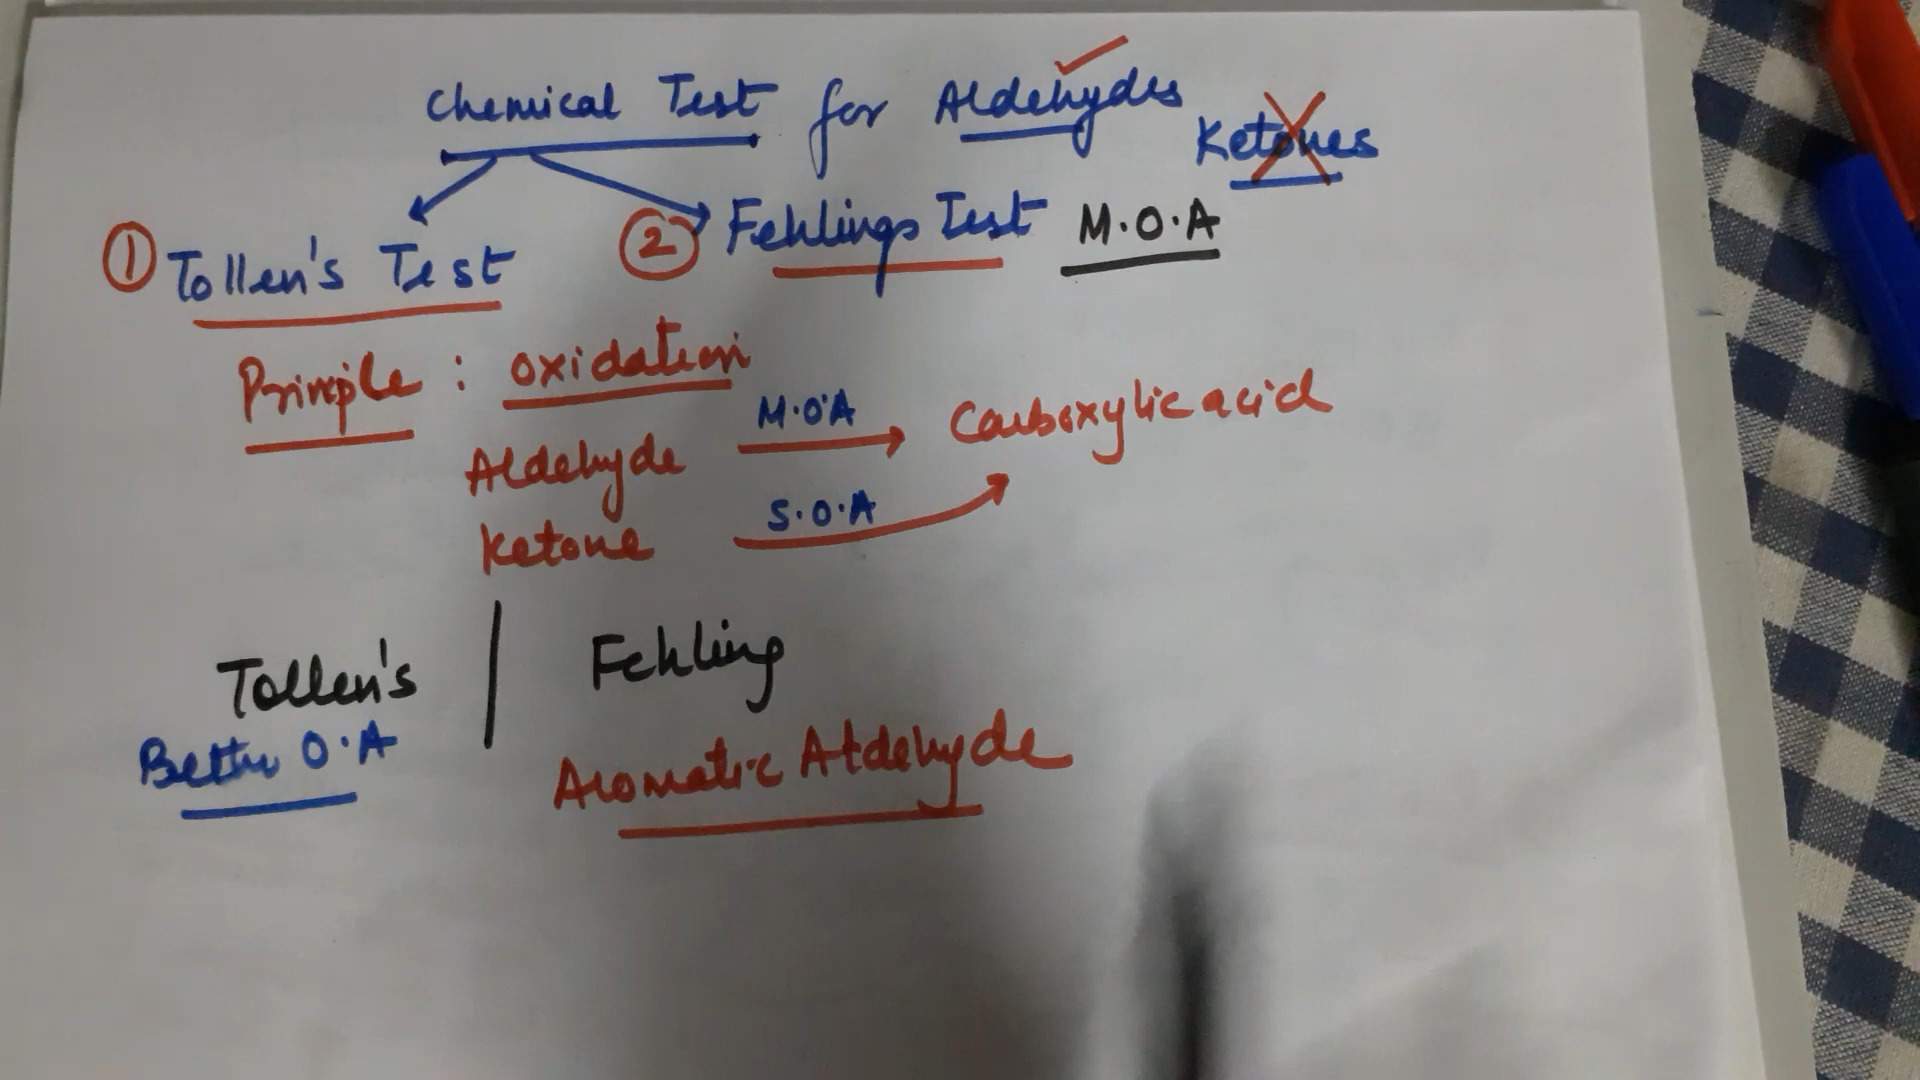 Chemical Test for Aldehydes
Ketones
① Tollen's Test
② Fehlings Test M.O.A
Priniple : oxidation
Aldehyde M.O.A Carboxylic acid
Ketone S.O.A
Tollen's Fehling
Better O.A Aromatic Aldehyde